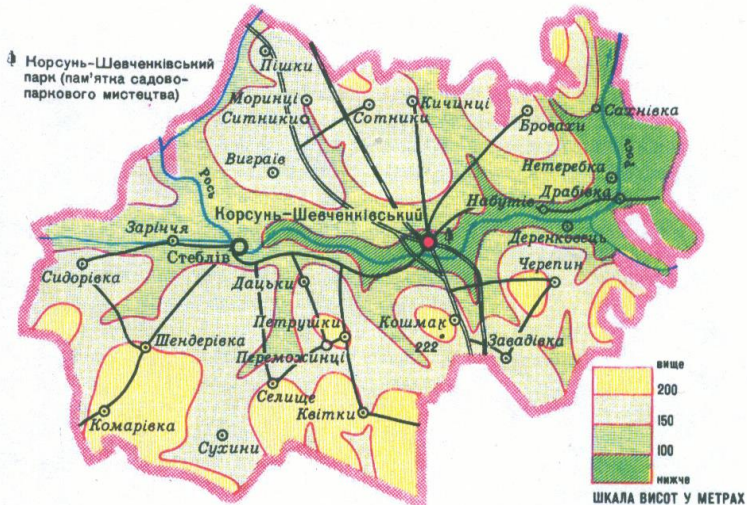 Корсунь-Шевченківський
парк (пам'ятка садово-
паркового мистецтва)
Пішки
Моринці
Ситники
Сотники
Кичинці
Бровахи
Сахнівка
Виграїв
Нетеребка
Рось
Рось
Набутів
Драбівка
Корсунь-Шевченківський
Заріччя
Стеблів
Деренковець
Сидорівка
Дацьки
Черепин
Петрушки
Кошмак
222
Завадівка
Шендерівка
Переможинці
Селище
Квітки
Комарівка
Сухини
вище
200
150
100
нижче
ШКАЛА ВИСОТ У МЕТРАХ